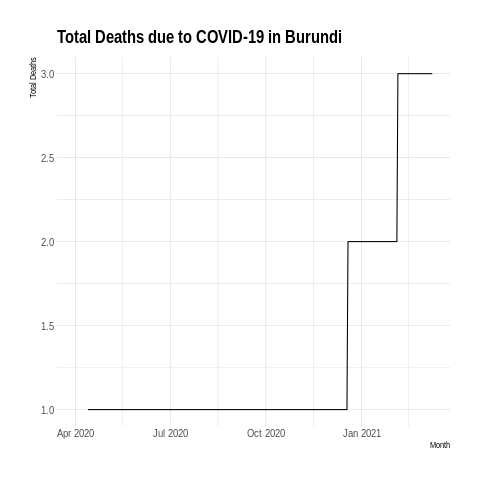 Total Deaths due to COVID-19 in Burundi
Total Deaths
3.0
2.5
2.0
1.5
1.0
Apr 2020 Jul 2020 Oct 2020 Jan 2021
Month